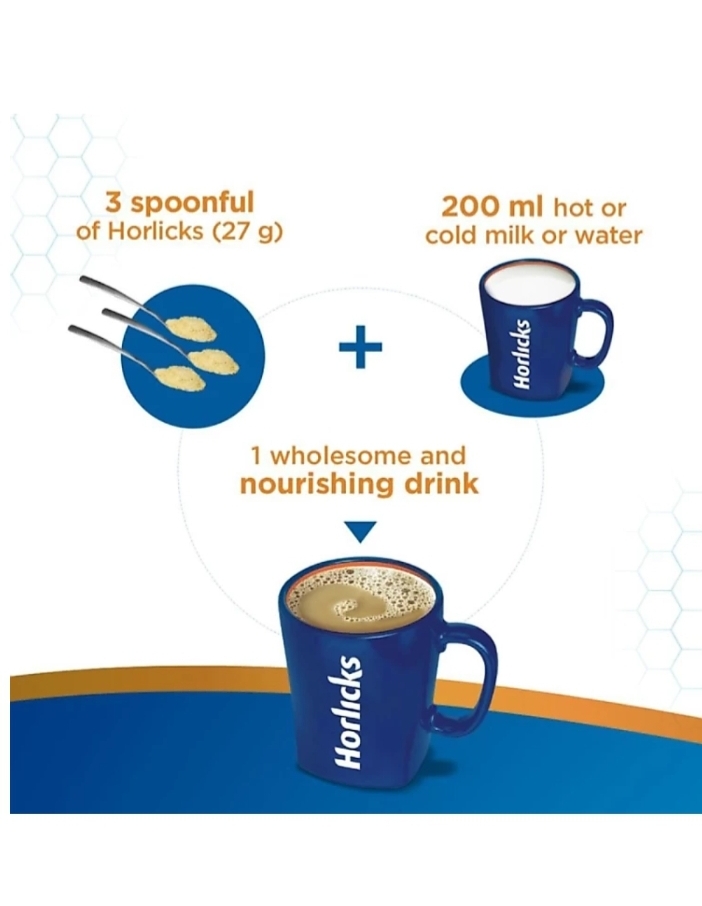 3 spoonful
of Horlicks (27 g)
200 ml hot or
cold milk or water
Horlicks
1 wholesome and
nourishing drink
Horlicks